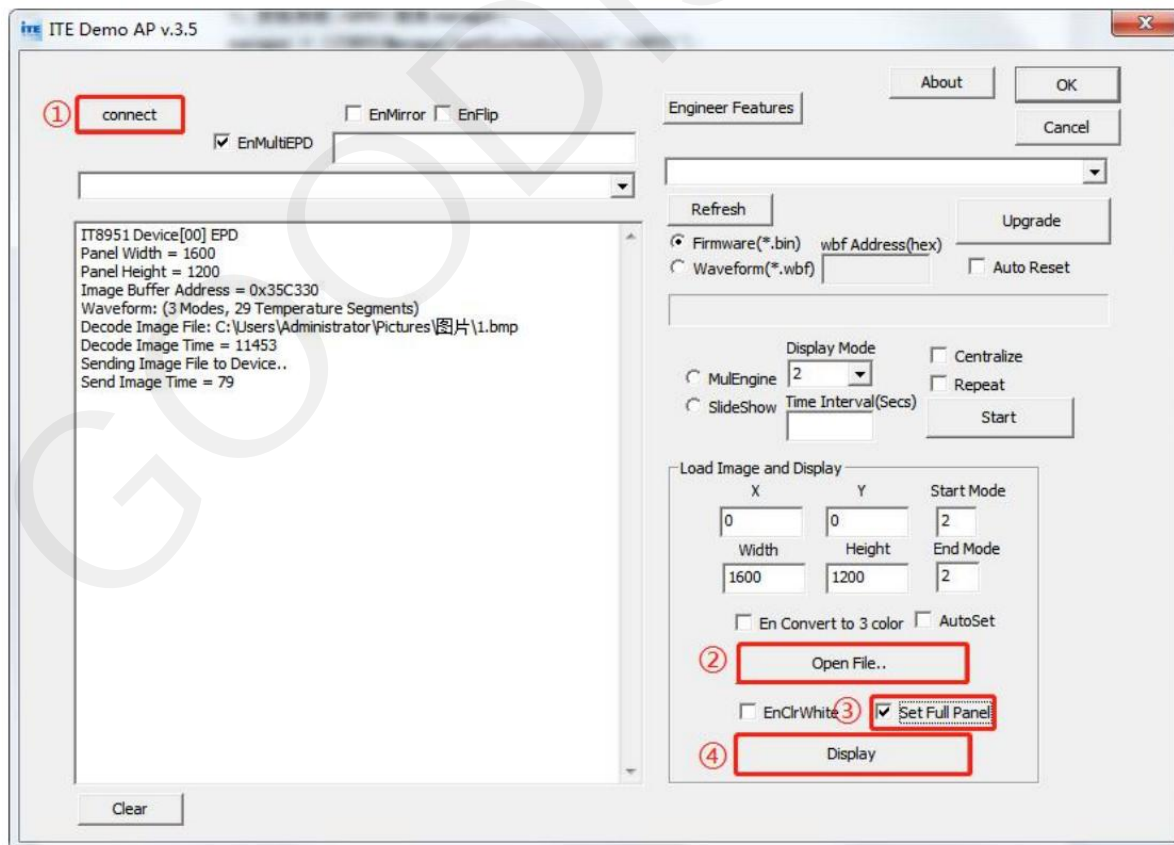 ITE ITE Demo AP v.3.5
X
① connect
EnMirror EnFlip
EnMultiEPD
Engineer Features
About
OK
Cancel
IT8951 Device[00] EPD
Panel Width = 1600
Panel Height = 1200
Image Buffer Address = 0x35C330
Waveform: (3 Modes, 29 Temperature Segments)
Decode Image File: C:\Users\Administrator\Pictures\图片\1.bmp
Decode Image Time = 11453
Sending Image File to Device..
Send Image Time = 79
Clear
Refresh
Upgrade
Firmware(*.bin) wbf Address(hex)
Waveform(*.wbf)
Auto Reset
Display Mode
MulEngine 2
Centralize
Repeat
SlideShow Time Interval(Secs)
Start
Load Image and Display
X Y Start Mode
0 0 2
Width Height End Mode
1600 1200 2
En Convert to 3 color AutoSet
② Open File..
EnClrWhite ③ Set Full Panel
④ Display